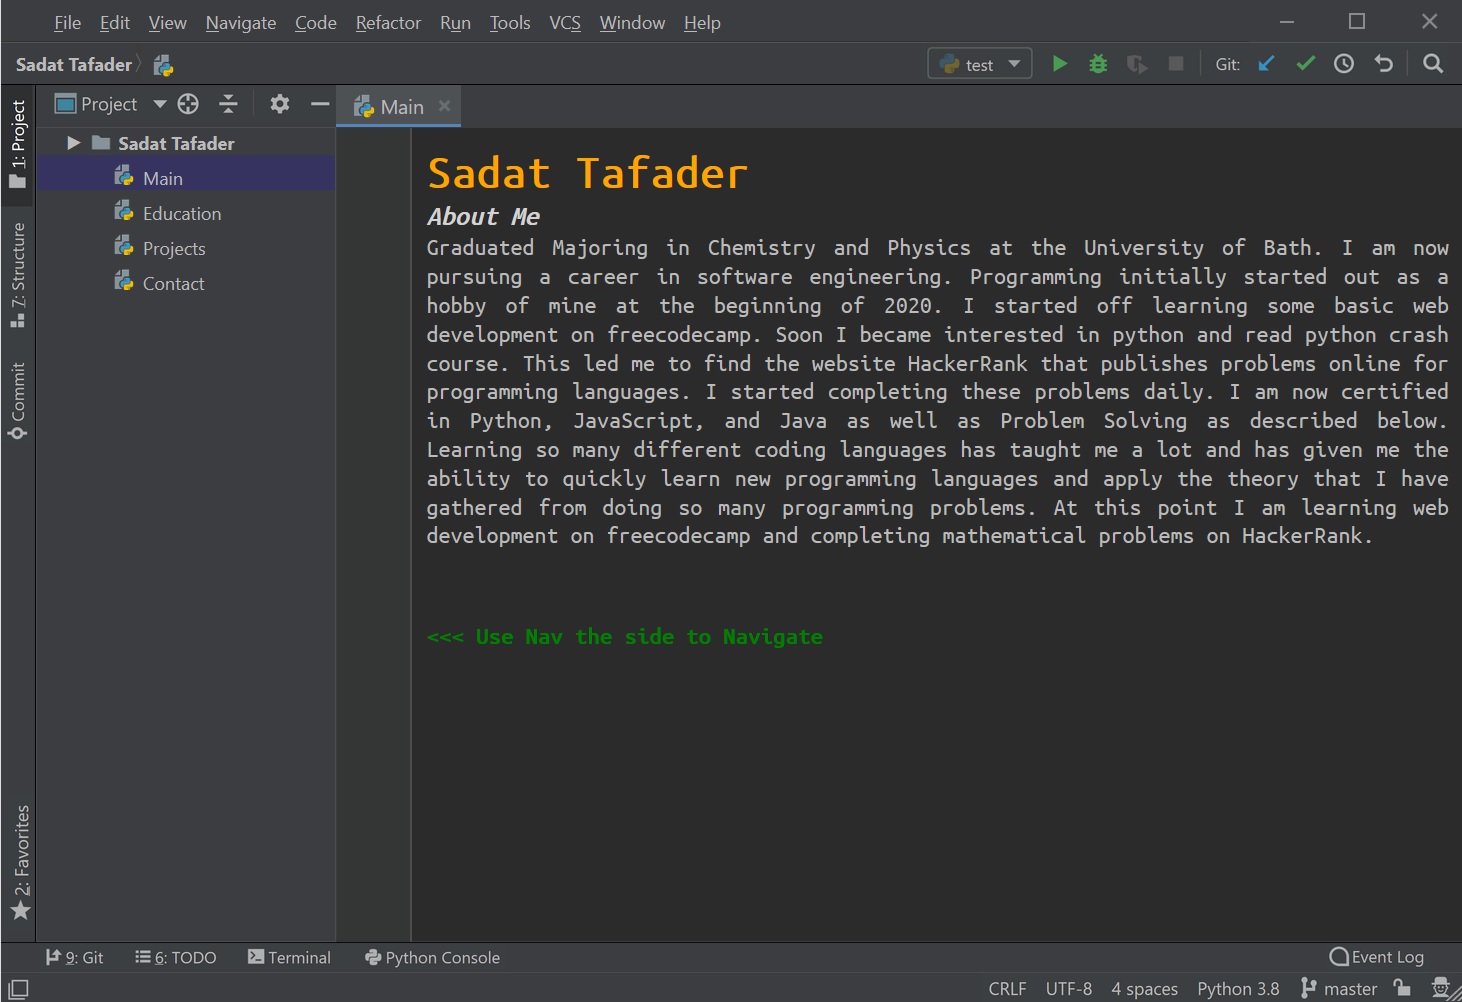 File Edit View Navigate Code Refactor Run Tools VCS Window Help
Sadat Tafader test Git:
1: Project
Project
Main
Sadat Tafader
Main
Education
Projects
Contact
7: Structure
Commit
2: Favorites
Sadat Tafader
About Me
Graduated Majoring in Chemistry and Physics at the University of Bath. I am now
pursuing a career in software engineering. Programming initially started out as a
hobby of mine at the beginning of 2020. I started off learning some basic web
development on freecodecamp. Soon I became interested in python and read python crash
course. This led me to find the website HackerRank that publishes problems online for
programming languages. I started completing these problems daily. I am now certified
in Python, JavaScript, and Java as well as Problem Solving as described below.
Learning so many different coding languages has taught me a lot and has given me the
ability to quickly learn new programming languages and apply the theory that I have
gathered from doing so many programming problems. At this point I am learning web
development on freecodecamp and completing mathematical problems on HackerRank.
<<< Use Nav the side to Navigate
9: Git 6: TODO Terminal Python Console Event Log
CRLF UTF-8 4 spaces Python 3.8 master